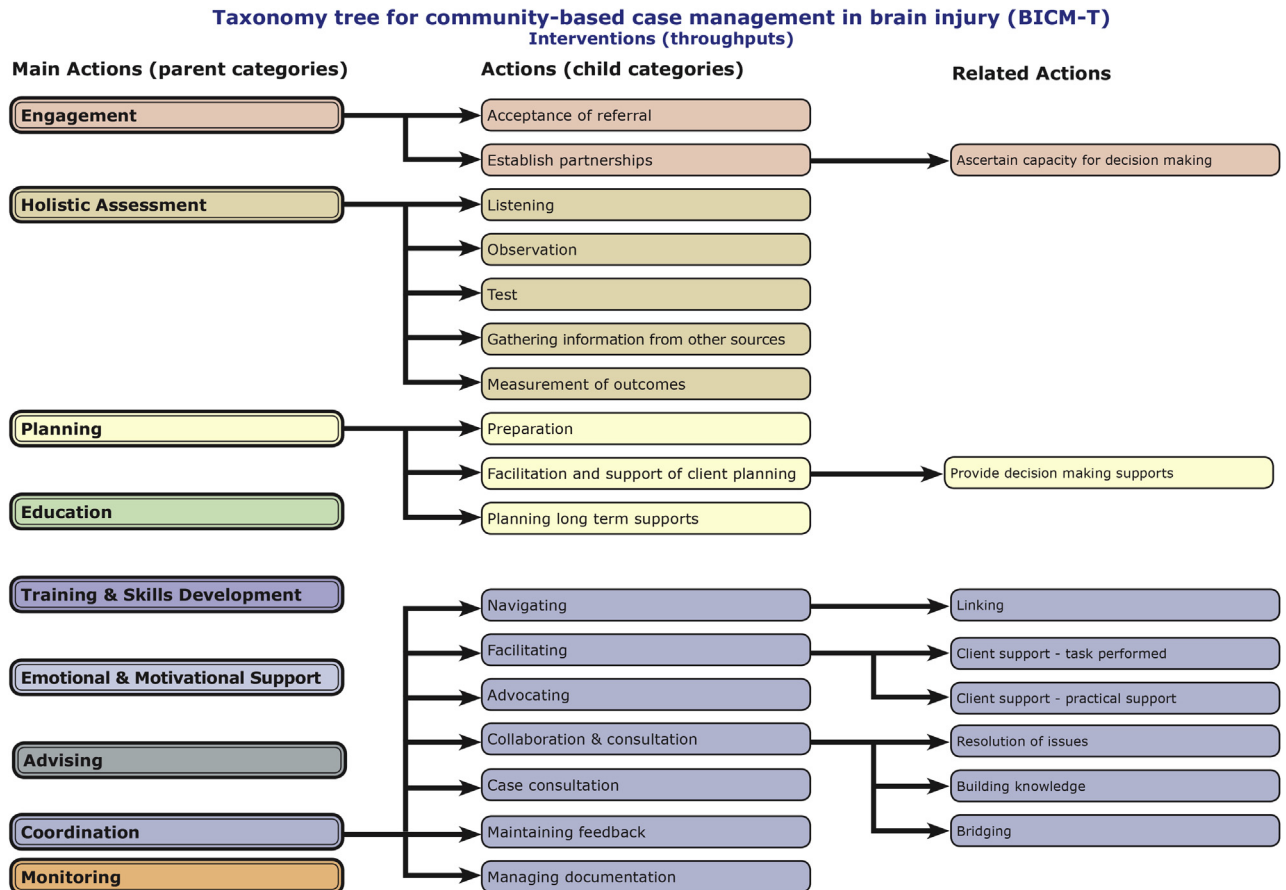 Taxonomy tree for community-based case management in brain injury (BICM-T)
Interventions (throughputs)
Main Actions (parent categories)
Actions (child categories)
Related Actions
Engagement
Acceptance of referral
Establish partnerships
Ascertain capacity for decision making
Holistic Assessment
Listening
Observation
Test
Gathering information from other sources
Measurement of outcomes
Planning
Preparation
Facilitation and support of client planning
Provide decision making supports
Planning long term supports
Education
Training & Skills Development
Emotional & Motivational Support
Advising
Coordination
Navigating
Linking
Facilitating
Client support - task performed
Client support - practical support
Advocating
Collaboration & consultation
Resolution of issues
Building knowledge
Bridging
Case consultation
Maintaining feedback
Managing documentation
Monitoring